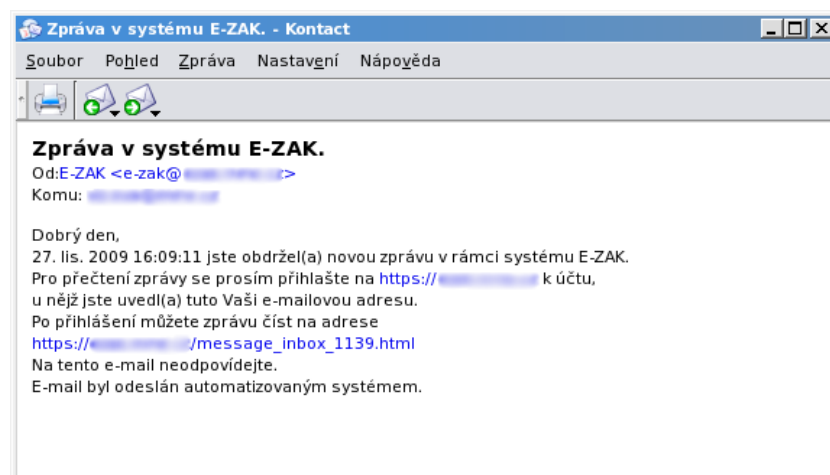 Zpráva v systému E-ZAK. - Kontact
Soubor Pohled Zpráva Nastavení Nápověda
Zpráva v systému E-ZAK.
Od:E-ZAK <e-zak@ >
Komu:
Dobrý den,
27. lis. 2009 16:09:11 jste obdržel(a) novou zprávu v rámci systému E-ZAK.
Pro přečtení zprávy se prosím přihlašte na https:// k účtu,
u nějž jste uvedl(a) tuto Vaši e-mailovou adresu.
Po přihlášení můžete zprávu číst na adrese
https:// /message_inbox_1139.html
Na tento e-mail neodpovídejte.
E-mail byl odeslán automatizovaným systémem.